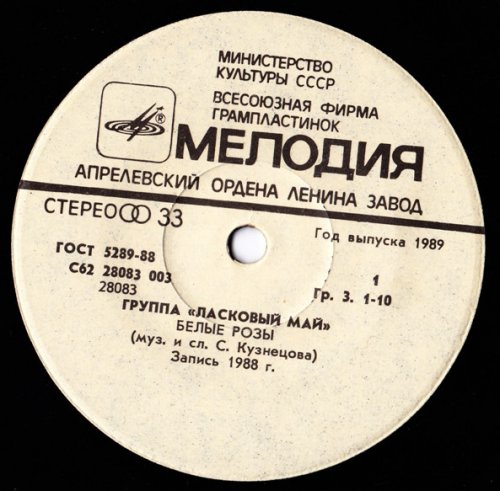 МИНИСТЕРСТВО
КУЛЬТУРЫ СССР
ВСЕСОЮЗНАЯ ФИРМА
ГРАМПЛАСТИНОК
®
МЕЛОДИЯ
АПРЕЛЕВСКИЙ ОРДЕНА ЛЕНИНА ЗАВОД
СТЕРЕО 33
Год выпуска 1989
ГОСТ 5289-88
С62 28083 003
28083
1
Гр. 3. 1-10
ГРУППА «ЛАСКОВЫЙ МАЙ»
БЕЛЫЕ РОЗЫ
(муз. и сл. С. Кузнецова)
Запись 1988 г.